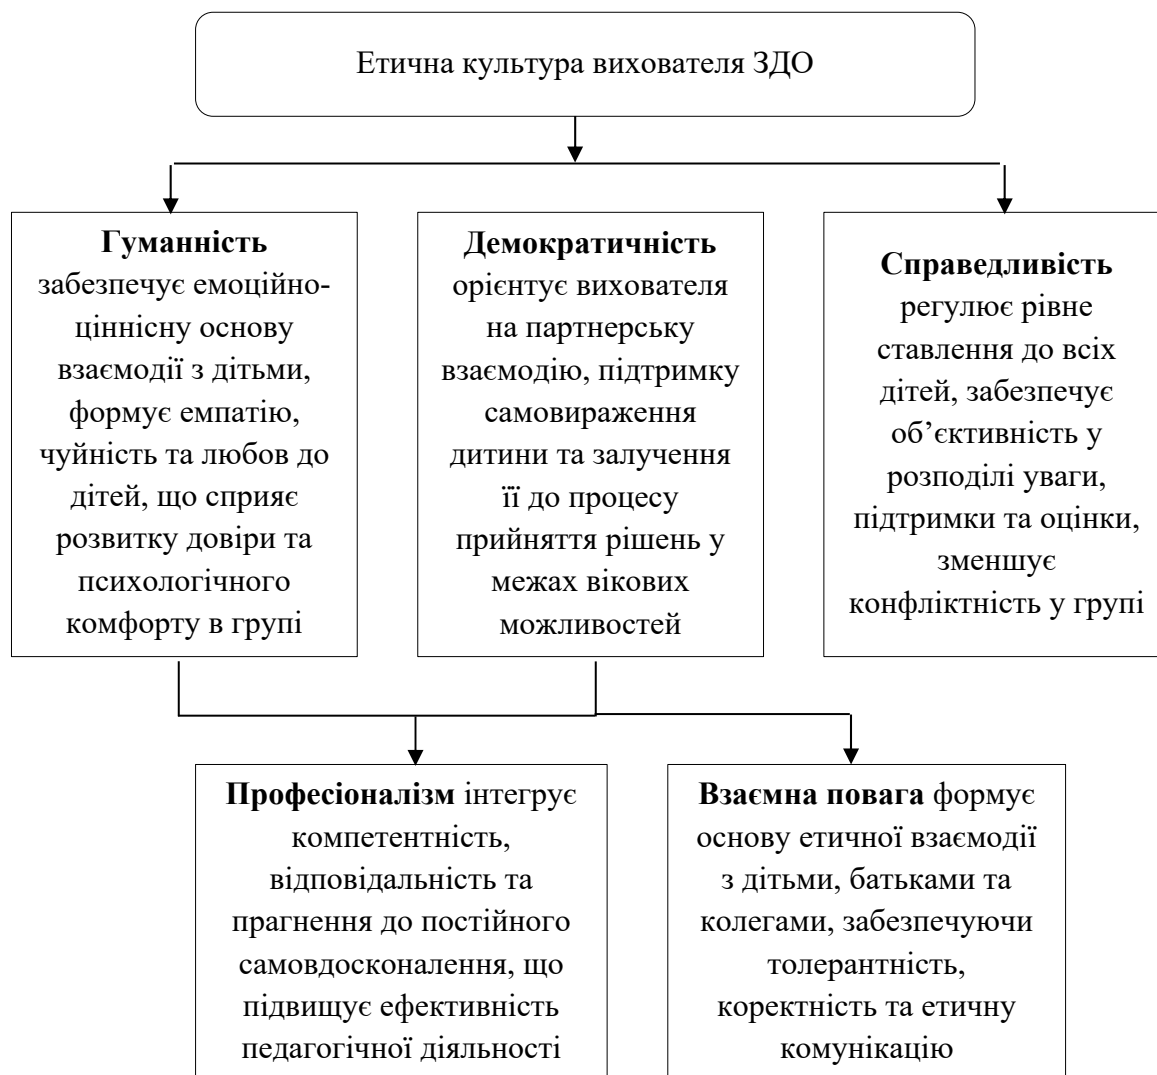 Етична культура вихователя ЗДО
Гуманність
забезпечує емоційно-
ціннісну основу
взаємодії з дітьми,
формує емпатію,
чуйність та любов до
дітей, що сприяє
розвитку довіри та
психологічного
комфорту в групі
Демократичність
орієнтує вихователя
на партнерську
взаємодію, підтримку
самовираження
дитини та залучення
її до процесу
прийняття рішень у
межах вікових
можливостей
Справедливість
регулює рівне
ставлення до всіх
дітей, забезпечує
об’єктивність у
розподілі уваги,
підтримки та оцінки,
зменшує
конфліктність у групі
Професіоналізм інтегрує
компетентність,
відповідальність та
прагнення до постійного
самовдосконалення, що
підвищує ефективність
педагогічної діяльності
Взаємна повага формує
основу етичної взаємодії
з дітьми, батьками та
колегами, забезпечуючи
толерантність,
коректність та етичну
комунікацію